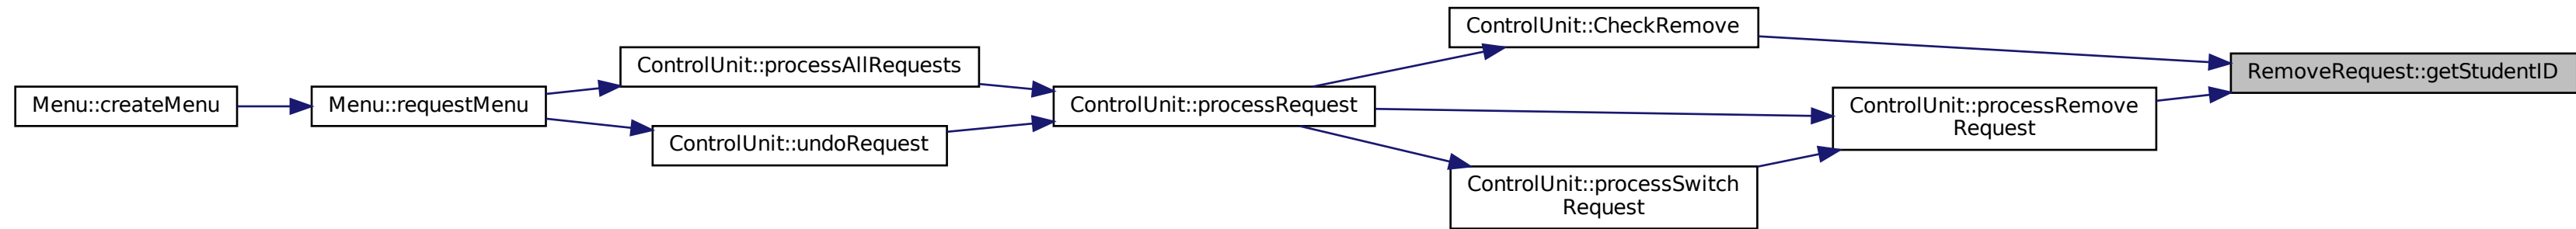 Menu::createMenu
Menu::requestMenu
ControlUnit::processAllRequests
ControlUnit::undoRequest
ControlUnit::processRequest
ControlUnit::CheckRemove
ControlUnit::processSwitch
Request
ControlUnit::processRemove
Request
RemoveRequest::getStudentID